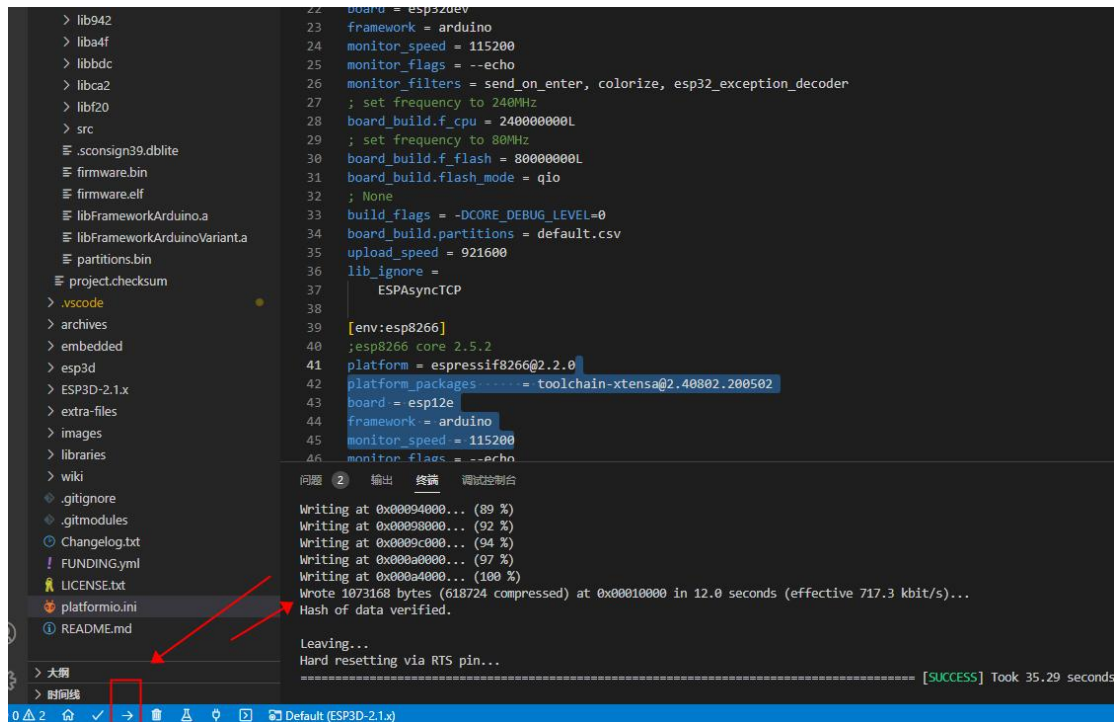 lib942
liba4f
libbdc
libca2
libf20
src
.sconsign39.dblite
firmware.bin
firmware.elf
libFrameworkArduino.a
libFrameworkArduinoVariant.a
partitions.bin
project.checksum
.vscode
archives
embedded
esp3d
ESP3D-2.1.x
extra-files
images
libraries
wiki
.gitignore
.gitmodules
Changelog.txt
FUNDING.yml
LICENSE.txt
platformio.ini
README.md
大纲
时间线
22 board = esp32dev
23 framework = arduino
24 monitor_speed = 115200
25 monitor_flags = --echo
26 monitor_filters = send_on_enter, colorize, esp32_exception_decoder
27 ; set frequency to 240MHz
28 board_build.f_cpu = 240000000L
29 ; set frequency to 80MHz
30 board_build.f_flash = 80000000L
31 board_build.flash_mode = qio
32 ; None
33 build_flags = -DCORE_DEBUG_LEVEL=0
34 board_build.partitions = default.csv
35 upload_speed = 921600
36 lib_ignore =
37 ESPAsyncTCP
38
39 [env:esp8266]
40 ;esp8266 core 2.5.2
41 platform = espressif8266@2.2.0
42 platform_packages = toolchain-xtensa@2.40802.200502
43 board = esp12e
44 framework = arduino
45 monitor_speed = 115200
46 monitor_flags = --echo
问题 2 输出 终端 调试控制台
Writing at 0x00094000... (89 %)
Writing at 0x00098000... (92 %)
Writing at 0x0009c000... (94 %)
Writing at 0x000a0000... (97 %)
Writing at 0x000a4000... (100 %)
Wrote 1073168 bytes (618724 compressed) at 0x00010000 in 12.0 seconds (effective 717.3 kbit/s)...
Hash of data verified.
Leaving...
Hard resetting via RTS pin...
[SUCCESS] Took 35.29 seconds
0 2 Default (ESP3D-2.1.x)